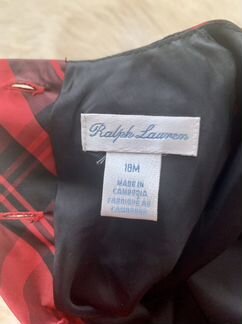 Ralph Lauren
18M
MADE IN
CAMBODIA
FABRIQUÉ AU
CAMBODGE